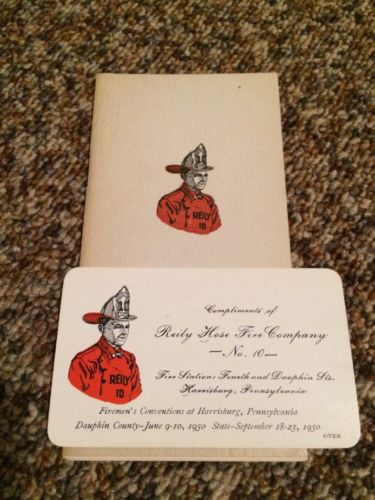 REILY
10
REILY
10
Compliments of
Reily Hose Fire Company
—No. 10—
Fire Station: Fourth and Dauphin Sts.
Harrisburg, Pennsylvania
Firemen's Conventions at Harrisburg, Pennsylvania
Dauphin County—June 9-10, 1950 State—September 18-23, 1950
OVER